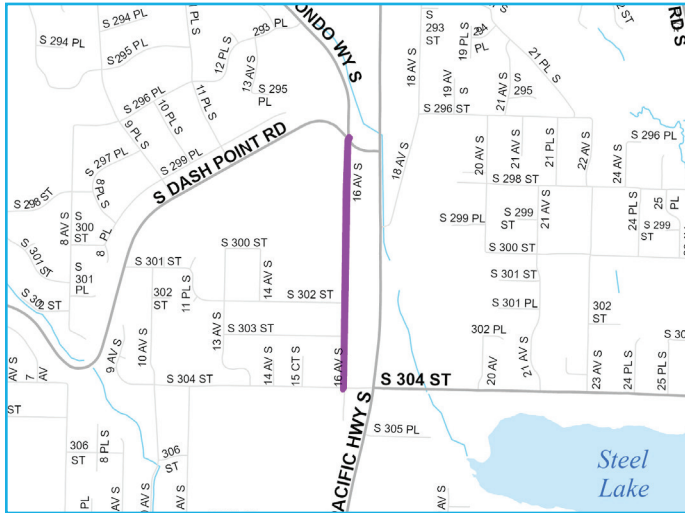 S 294 PL
S 295 PL
12 PL S
293 PL
13 AV S
S 295
PL
11 PL S
S 296 PL
10 PL S
9 PL S
S 297 PL
8 PL S
S 299 PL
S DASH POINT RD
ONDO WY S
S 298 ST
8 AV S
S
300
ST
8
PL
S 301 ST
S
301
PL
S 302 ST
S 301 ST
302
ST
11 PL S
S 300 ST
14 AV S
S 302 ST
13 AV S
S 303 ST
9 AV S
10 AV S
S 304 ST
14 AV S
15 CT S
16 AV S
16 AV S
18 AV S
18 AV S
S
293
ST
19 PL S
294
PL
21 PL S
ST
RD S
19 AV
S
21 AV S
S
295
S 296 ST
20 AV S
21 AV S
21 PL S
22 AV S
24 AV S
S 296 PL
S 298 ST
S 299 PL
S 299
ST
21 AV S
24 PL S
25
PL
S 299
ST
S 300 ST
S 301 ST
S 301 PL
302 PL
302
ST
20 AV
21 AV S
23 AV S
24 PL S
25 PL S
S 304 ST
S 305 PL
ACIFIC HWY S
7
AV
AV S
ST
306
ST
8 PL S
306
ST
PL
AV S
AV S
AV S
AV S
Steel
Lake